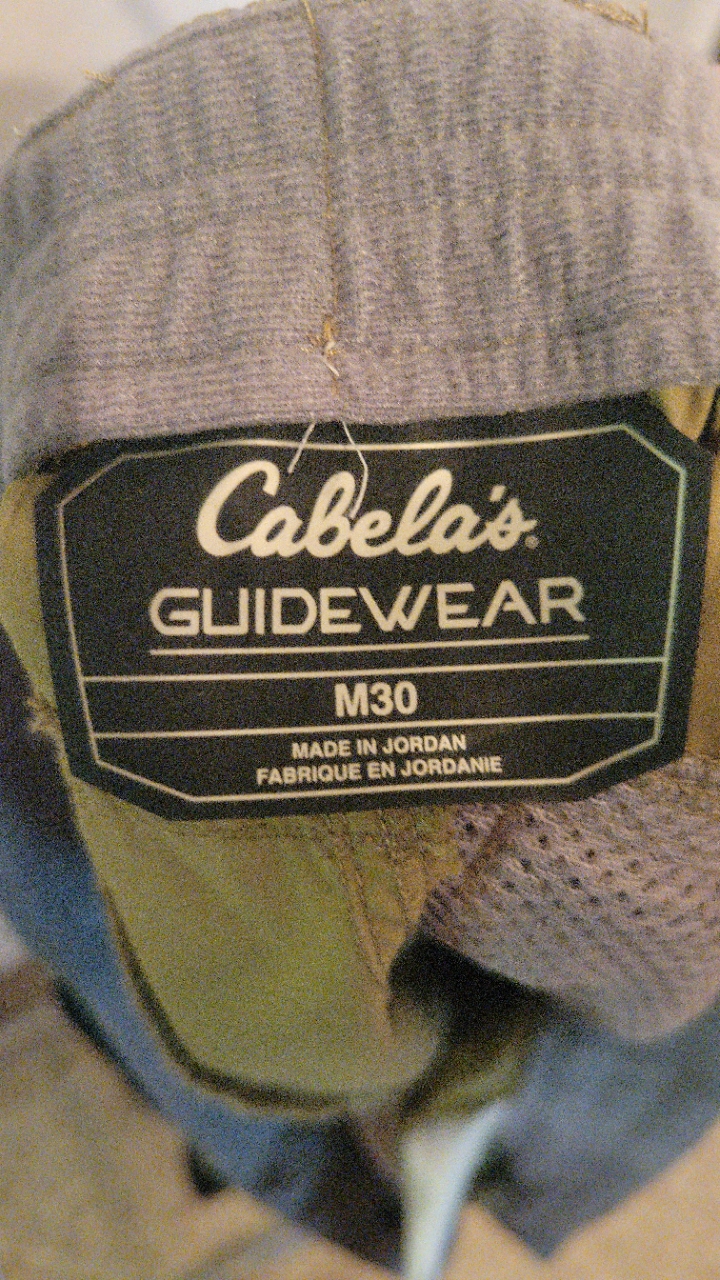 Cabela's®
GUIDEWEAR
M30
MADE IN JORDAN
FABRIQUE EN JORDANIE